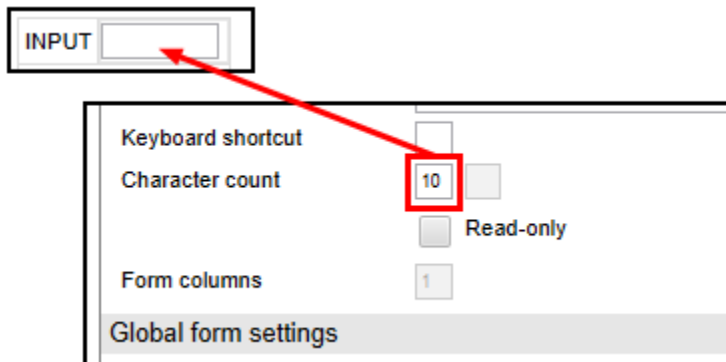 INPUT
Keyboard shortcut
Character count 10
Read-only
Form columns 1
Global form settings